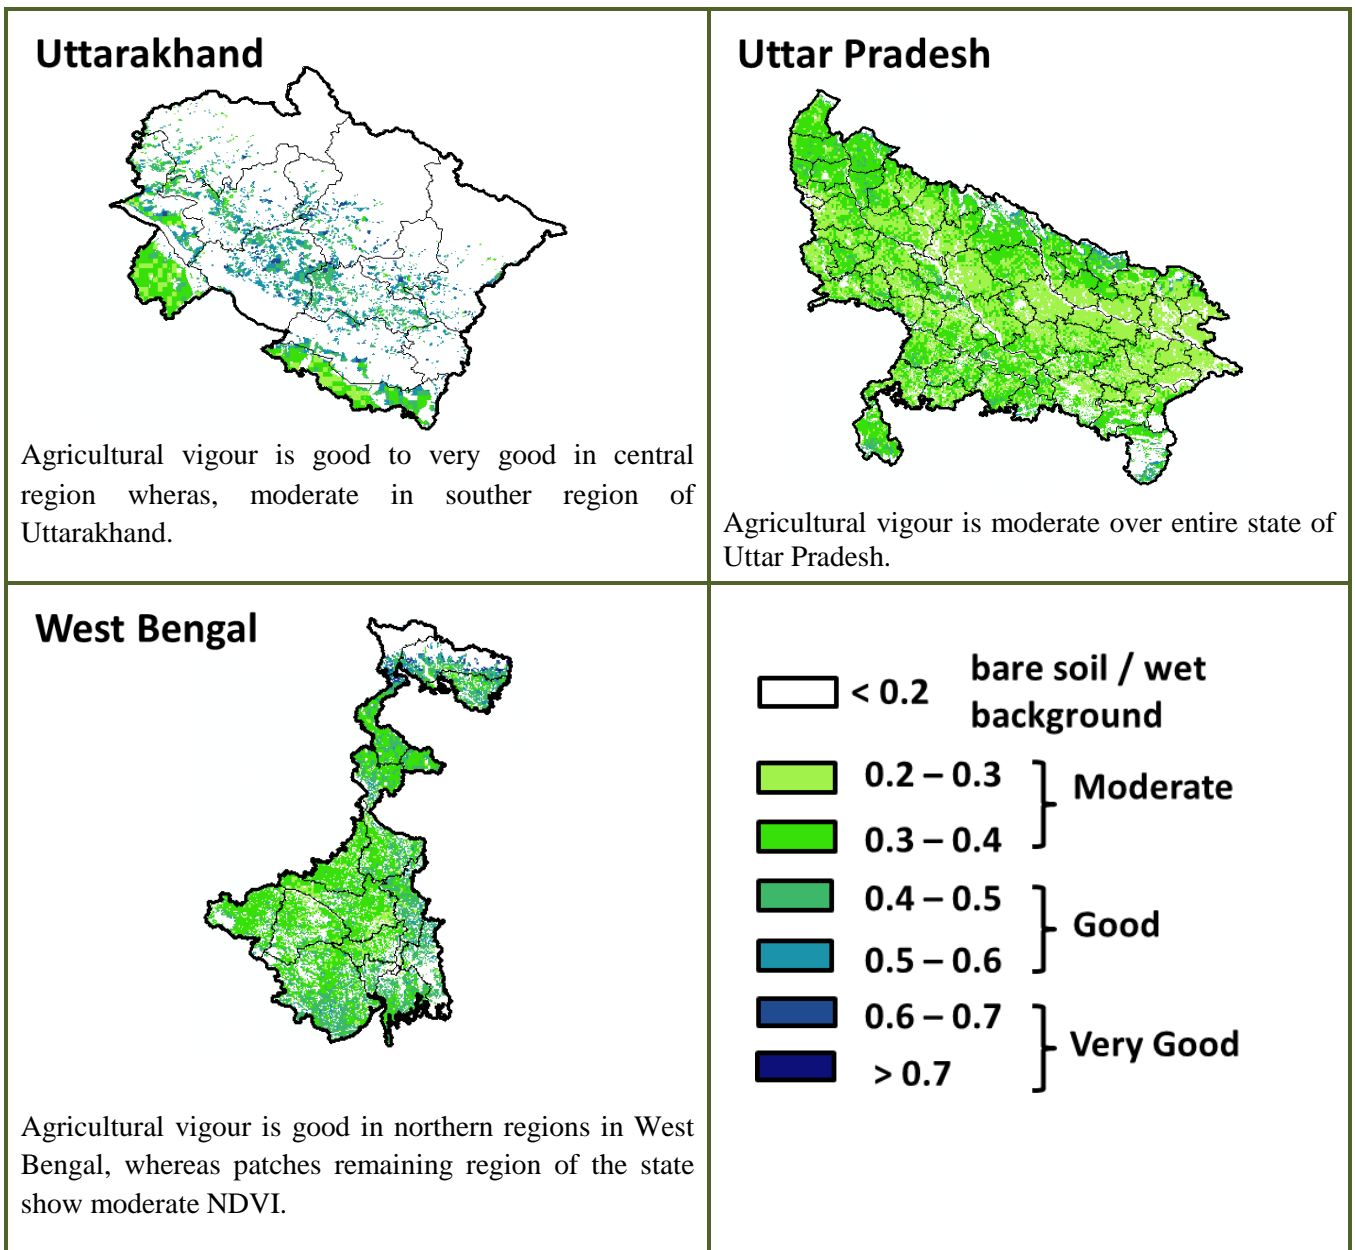 Uttarakhand
Agricultural vigour is good to very good in central
region wheras, moderate in souther region of
Uttarakhand.
Uttar Pradesh
Agricultural vigour is moderate over entire state of
Uttar Pradesh.
West Bengal
Agricultural vigour is good in northern regions in West
Bengal, whereas patches remaining region of the state
show moderate NDVI.
< 0.2 bare soil / wet
background
0.2 – 0.3
Moderate
0.3 – 0.4
0.4 – 0.5
Good
0.5 – 0.6
0.6 – 0.7
Very Good
> 0.7